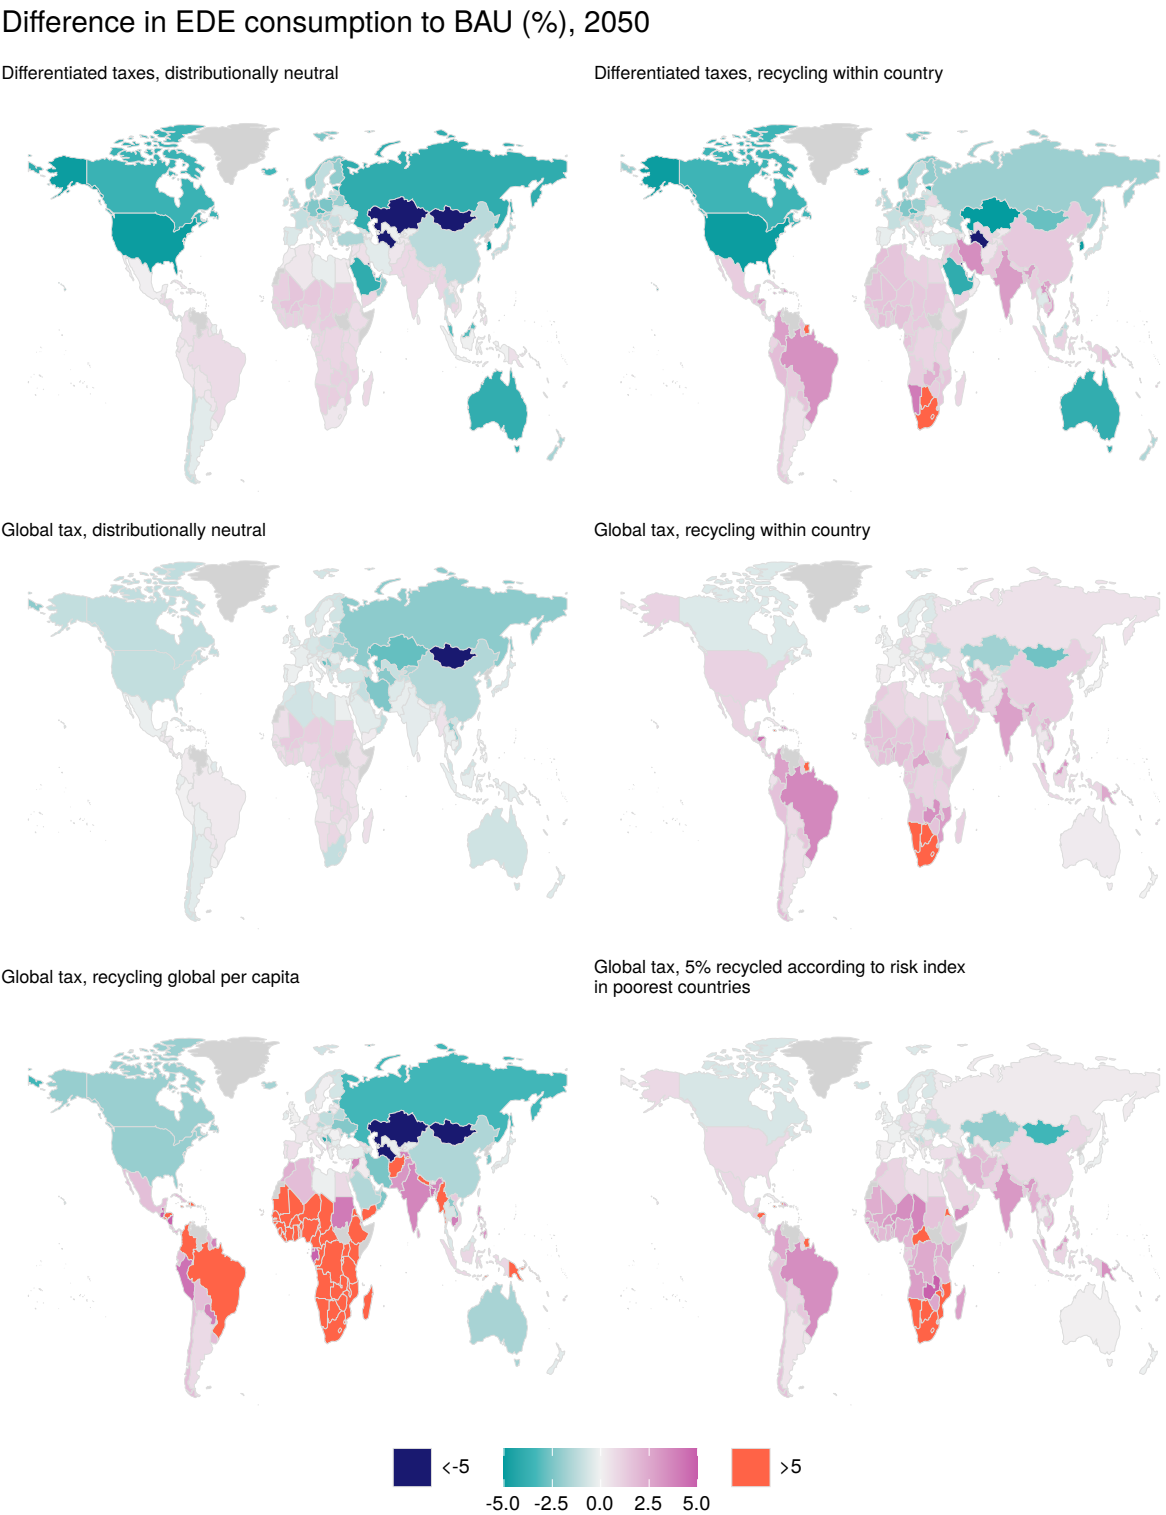 Difference in EDE consumption to BAU (%), 2050
Differentiated taxes, distributionally neutral
Differentiated taxes, recycling within country
Global tax, distributionally neutral
Global tax, recycling within country
Global tax, recycling global per capita
Global tax, 5% recycled according to risk index
in poorest countries
<-5
>5
-5.0 -2.5 0.0 2.5 5.0